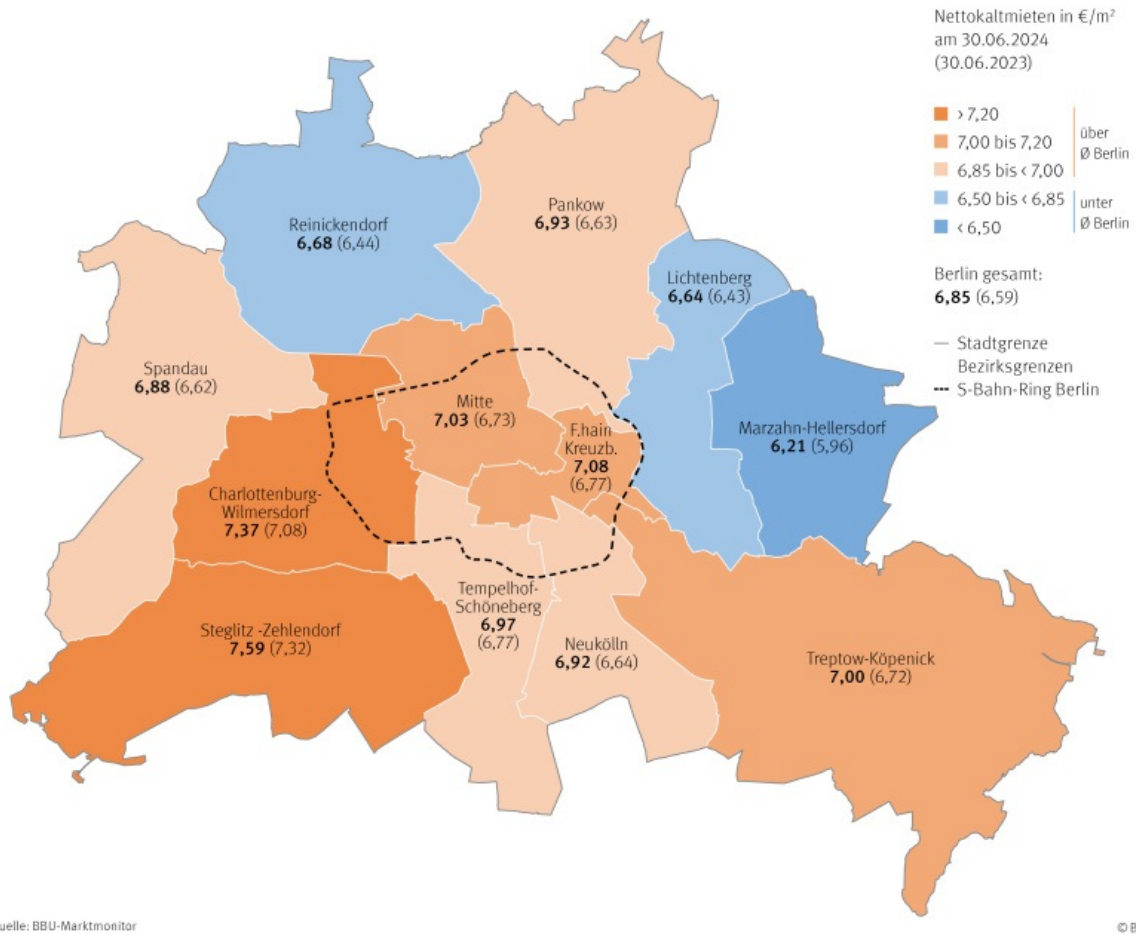 Nettokaltmieten in €/m²
am 30.06.2024
(30.06.2023)
› 7,20
7,00 bis 7,20
6,85 bis ‹ 7,00
über
Ø Berlin
6,50 bis ‹ 6,85
‹ 6,50
unter
Ø Berlin
Berlin gesamt:
6,85 (6,59)
Stadtgrenze
Bezirksgrenzen
S-Bahn-Ring Berlin
Pankow
6,93 (6,63)
Reinickendorf
6,68 (6,44)
Lichtenberg
6,64 (6,43)
Spandau
6,88 (6,62)
Mitte
7,03 (6,73)
F.hain
Kreuzb.
7,08
(6,77)
Marzahn-Hellersdorf
6,21 (5,96)
Charlottenburg-
Wilmersdorf
7,37 (7,08)
Tempelhof-
Schöneberg
6,97
(6,77)
Steglitz -Zehlendorf
7,59 (7,32)
Neukölln
6,92 (6,64)
Treptow-Köpenick
7,00 (6,72)
uelle: BBU-Marktmonitor
© B